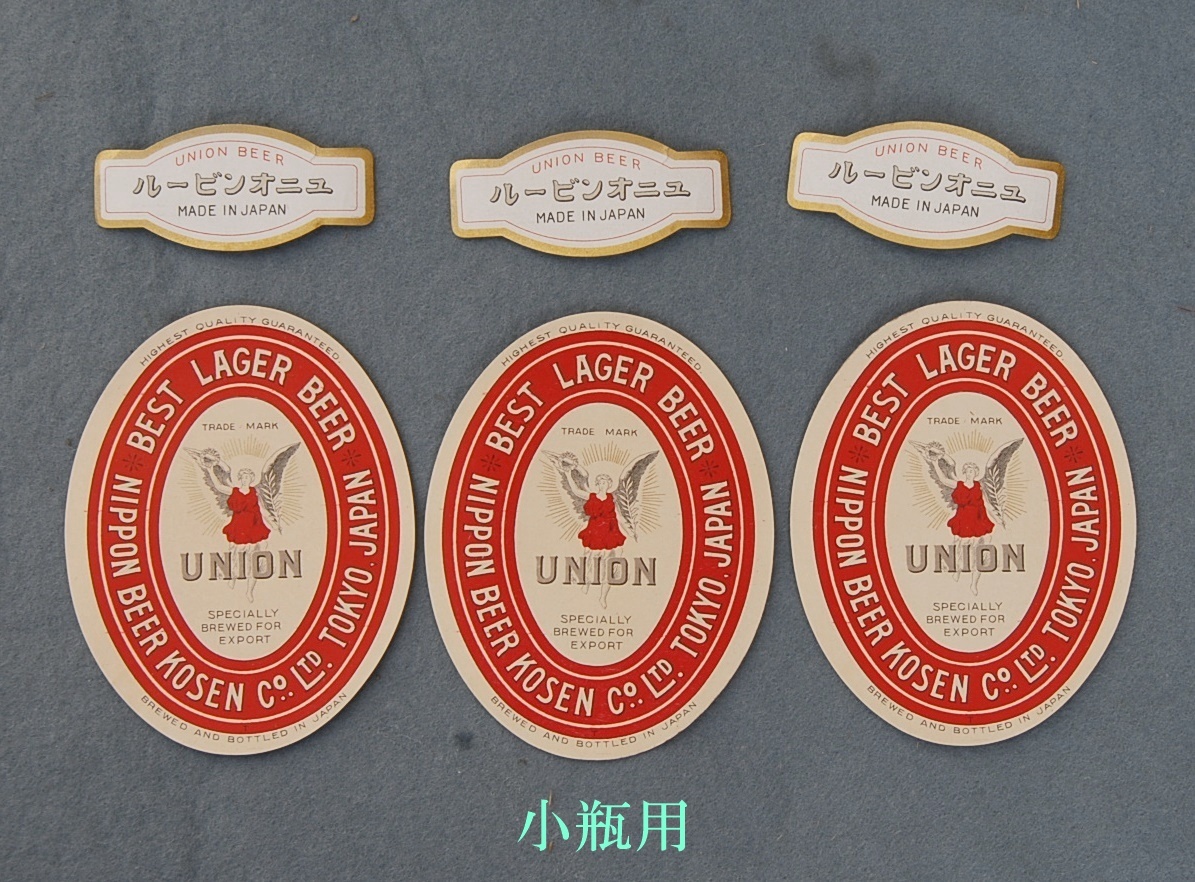 UNION BEER
ユニオンビール
MADE IN JAPAN
UNION BEER
ユニオンビール
MADE IN JAPAN
UNION BEER
ユニオンビール
MADE IN JAPAN
HIGHEST QUALITY GUARANTEED.
BEST LAGER BEER
TRADE MARK
UNION
SPECIALLY
BREWED FOR
EXPORT
NIPPON BEER KOSEN Co. LTD. TOKYO. JAPAN
BREWED AND BOTTLED IN JAPAN
HIGHEST QUALITY GUARANTEED.
BEST LAGER BEER
TRADE MARK
UNION
SPECIALLY
BREWED FOR
EXPORT
NIPPON BEER KOSEN Co. LTD. TOKYO. JAPAN
BREWED AND BOTTLED IN JAPAN
HIGHEST QUALITY GUARANTEED.
BEST LAGER BEER
TRADE MARK
UNION
SPECIALLY
BREWED FOR
EXPORT
NIPPON BEER KOSEN Co. LTD. TOKYO. JAPAN
BREWED AND BOTTLED IN JAPAN
小瓶用